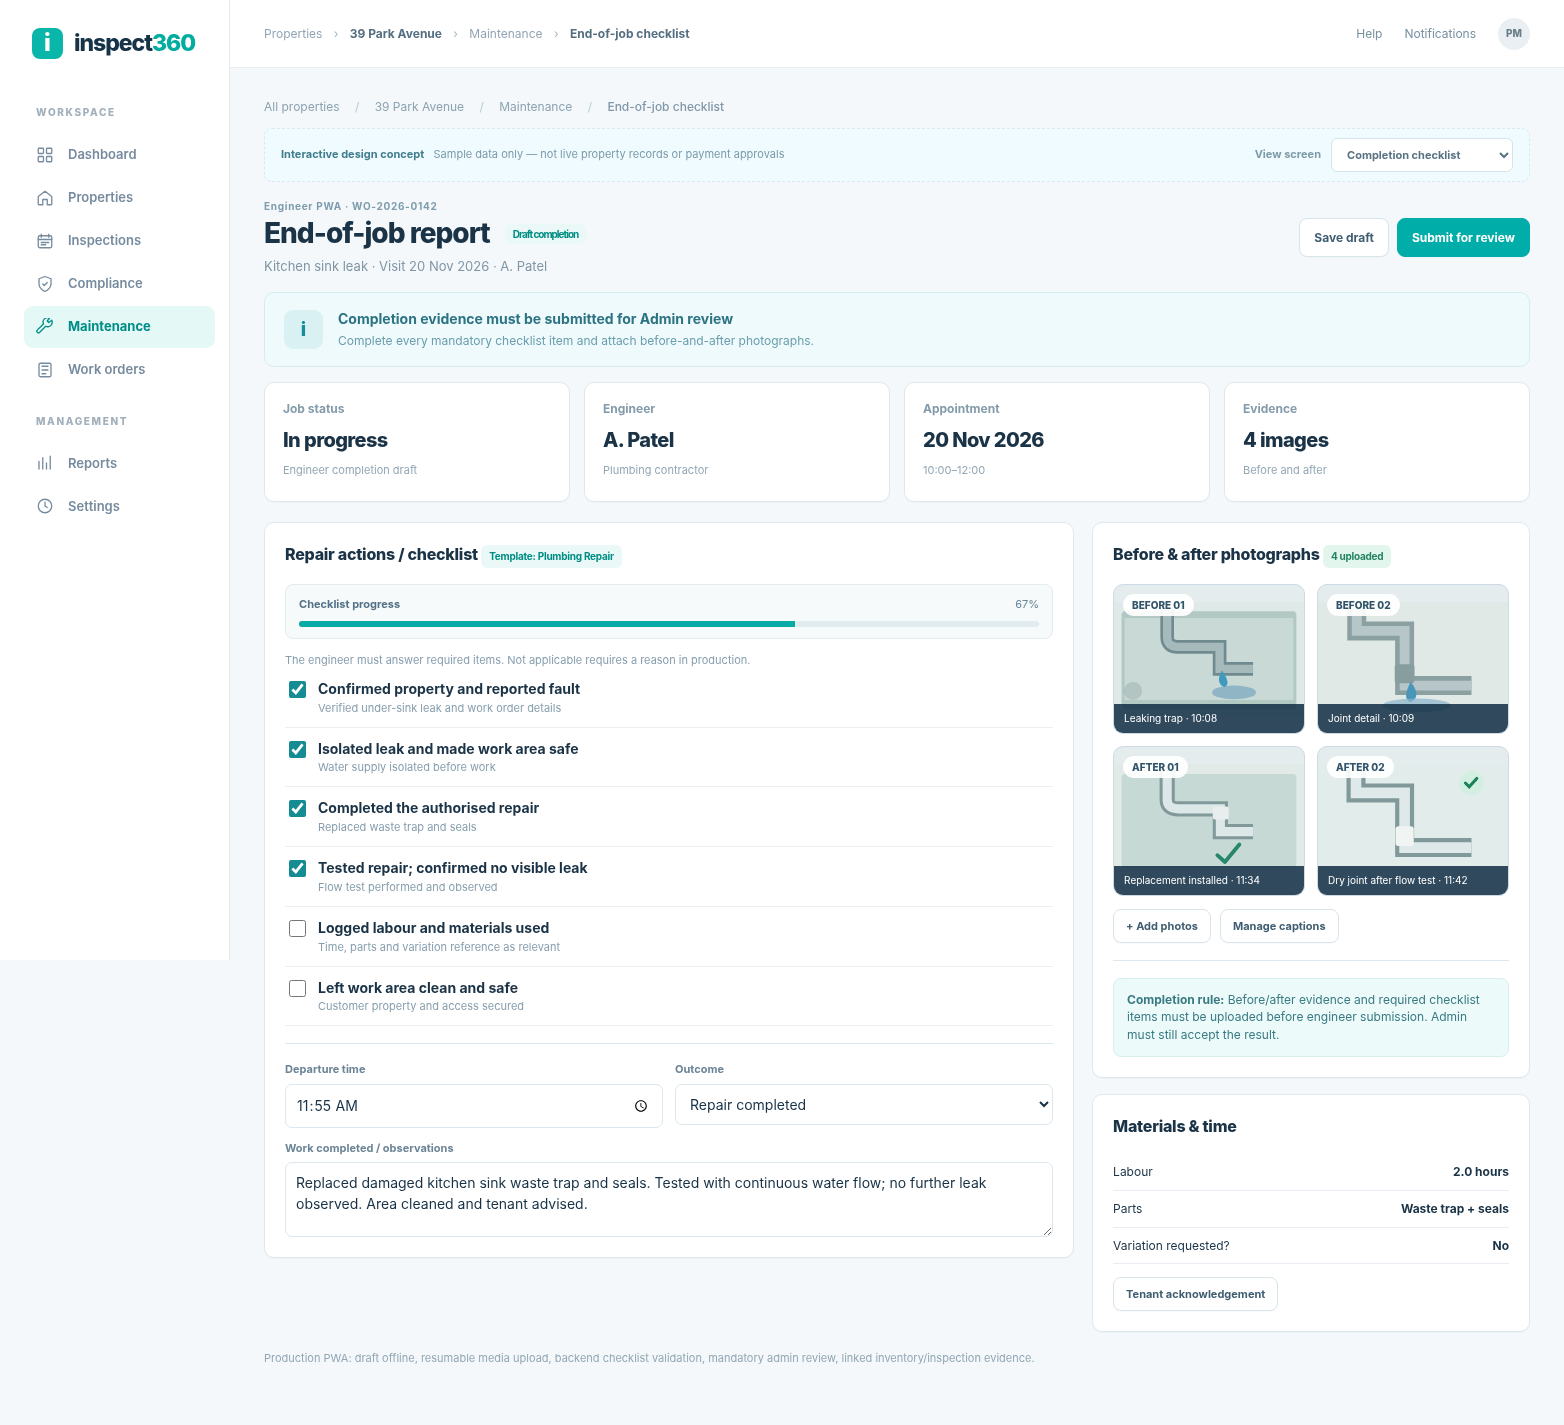 i inspect360
WORKSPACE
Dashboard
Properties
Inspections
Compliance
Maintenance
Work orders
MANAGEMENT
Reports
Settings
Properties › 39 Park Avenue › Maintenance › End-of-job checklist
Help Notifications PM
All properties / 39 Park Avenue / Maintenance / End-of-job checklist
Interactive design concept Sample data only — not live property records or payment approvals
View screen Completion checklist
Engineer PWA · WO-2026-0142
End-of-job report Draft completion
Kitchen sink leak · Visit 20 Nov 2026 · A. Patel
Save draft Submit for review
i
Completion evidence must be submitted for Admin review
Complete every mandatory checklist item and attach before-and-after photographs.
Job status
In progress
Engineer completion draft
Engineer
A. Patel
Plumbing contractor
Appointment
20 Nov 2026
10:00–12:00
Evidence
4 images
Before and after
Repair actions / checklist Template: Plumbing Repair
Checklist progress 67%
The engineer must answer required items. Not applicable requires a reason in production.
Confirmed property and reported fault
Verified under-sink leak and work order details
Isolated leak and made work area safe
Water supply isolated before work
Completed the authorised repair
Replaced waste trap and seals
Tested repair; confirmed no visible leak
Flow test performed and observed
Logged labour and materials used
Time, parts and variation reference as relevant
Left work area clean and safe
Customer property and access secured
Departure time
11:55 AM
Outcome
Repair completed
Work completed / observations
Replaced damaged kitchen sink waste trap and seals. Tested with continuous water flow; no further leak
observed. Area cleaned and tenant advised.
Before & after photographs 4 uploaded
BEFORE 01
Leaking trap · 10:08
BEFORE 02
Joint detail · 10:09
AFTER 01
Replacement installed · 11:34
AFTER 02
Dry joint after flow test · 11:42
+ Add photos Manage captions
Completion rule: Before/after evidence and required checklist
items must be uploaded before engineer submission. Admin
must still accept the result.
Materials & time
Labour 2.0 hours
Parts Waste trap + seals
Variation requested? No
Tenant acknowledgement
Production PWA: draft offline, resumable media upload, backend checklist validation, mandatory admin review, linked inventory/inspection evidence.